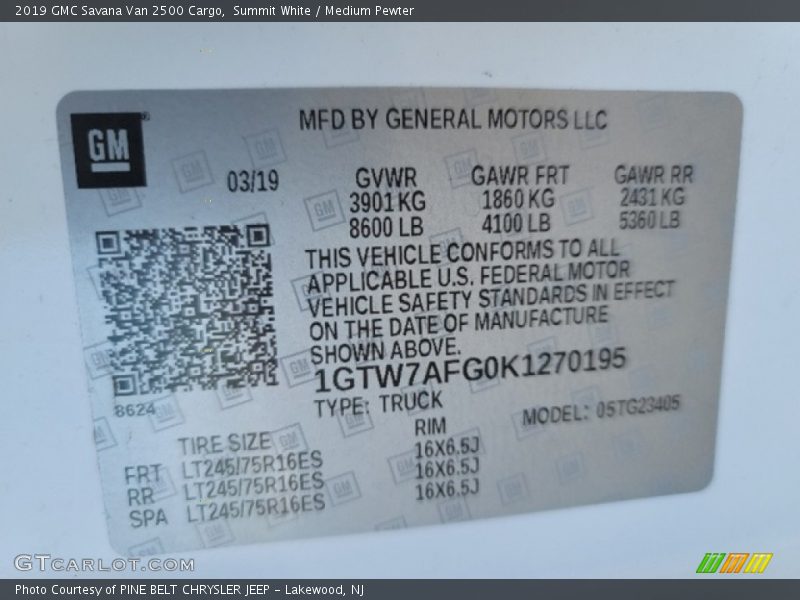 2019 GMC Savana Van 2500 Cargo,  Summit White / Medium Pewter
GM
MFD BY GENERAL MOTORS LLC
03/19
GVWR GAWR FRT GAWR RR
3901 KG 1860 KG 2431 KG
8600 LB 4100 LB 5360 LB
THIS VEHICLE CONFORMS TO ALL
APPLICABLE U.S. FEDERAL MOTOR
VEHICLE SAFETY STANDARDS IN EFFECT
ON THE DATE OF MANUFACTURE
SHOWN ABOVE.
1GTW7AFG0K1270195
8624
TYPE: TRUCK MODEL: 05TG23405
TIRE SIZE RIM
FRT LT245/75R16ES 16X6.5J
RR LT245/75R16ES 16X6.5J
SPA LT245/75R16ES 16X6.5J
GTCARLOT.COM
Photo Courtesy of PINE BELT CHRYSLER JEEP - Lakewood, NJ